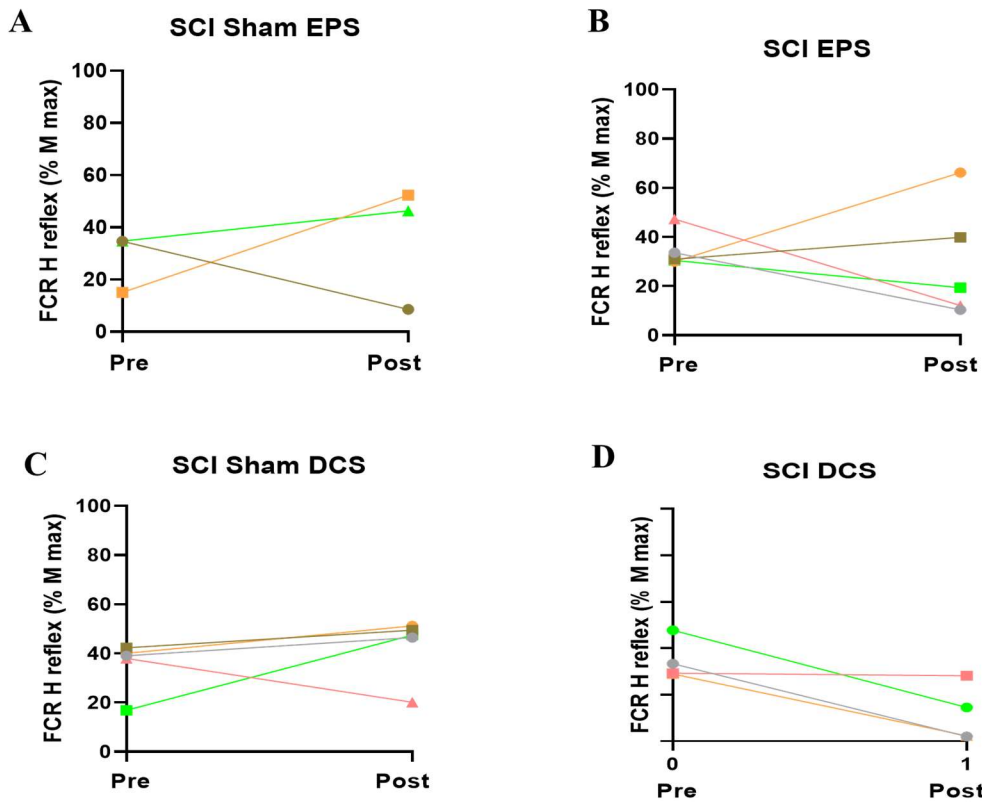 A
SCI Sham EPS
FCR H reflex (% M max)
100
80
60
40
20
0
Pre
Post
B
SCI EPS
FCR H reflex (% M max)
100
80
60
40
20
0
Pre
Post
C
SCI Sham DCS
FCR H reflex (% M max)
100
80
60
40
20
0
Pre
Post
D
SCI DCS
FCR H reflex (% M max)
0
1
Pre
Post